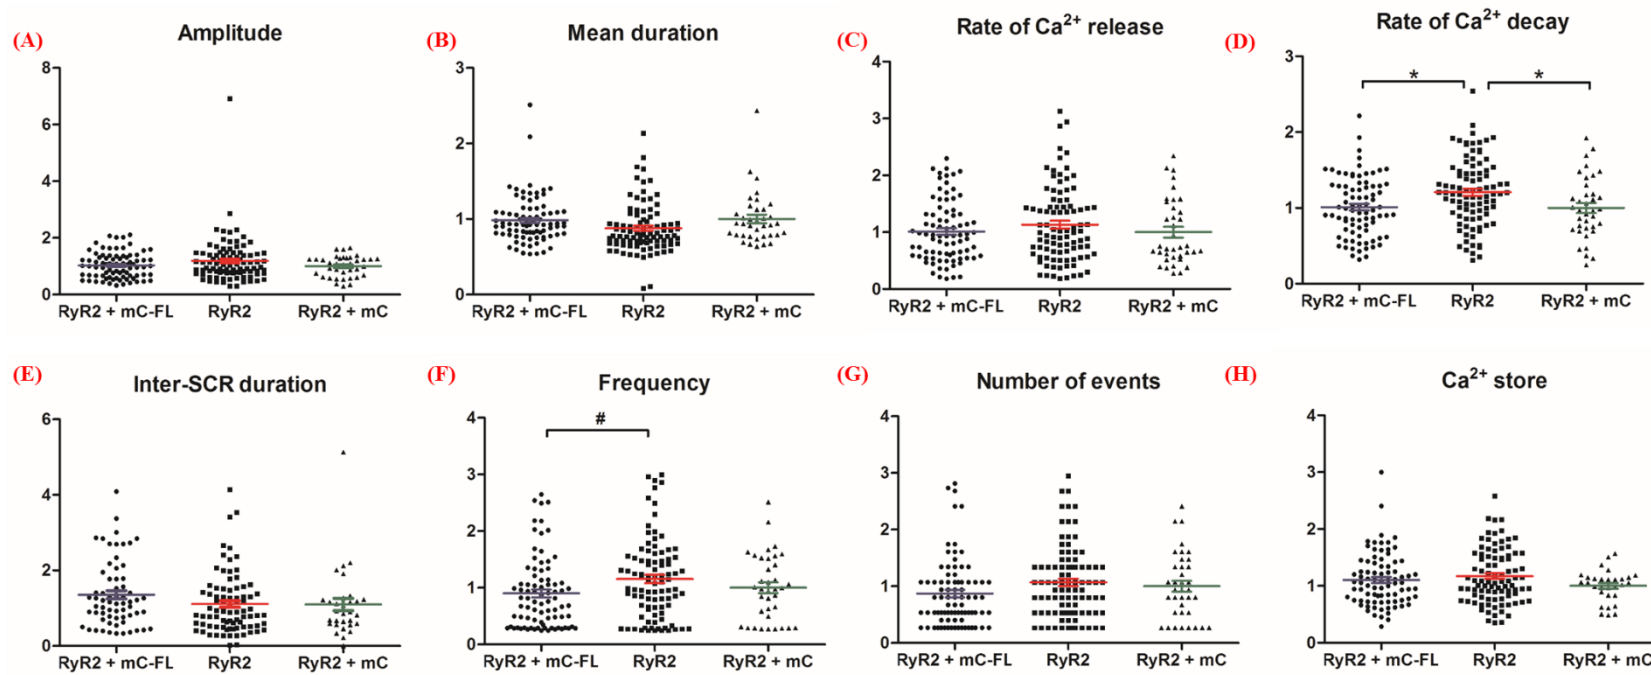 (A) Amplitude
8
6
4
2
0
RyR2 + mC-FL RyR2 RyR2 + mC
(B) Mean duration
3
2
1
0
RyR2 + mC-FL RyR2 RyR2 + mC
(C) Rate of Ca²⁺ release
4
3
2
1
0
RyR2 + mC-FL RyR2 RyR2 + mC
(D) Rate of Ca²⁺ decay
* *
3
2
1
0
RyR2 + mC-FL RyR2 RyR2 + mC
(E) Inter-SCR duration
6
4
2
0
RyR2 + mC-FL RyR2 RyR2 + mC
(F) Frequency
#
4
3
2
1
0
RyR2 + mC-FL RyR2 RyR2 + mC
(G) Number of events
4
3
2
1
0
RyR2 + mC-FL RyR2 RyR2 + mC
(H) Ca²⁺ store
4
3
2
1
0
RyR2 + mC-FL RyR2 RyR2 + mC